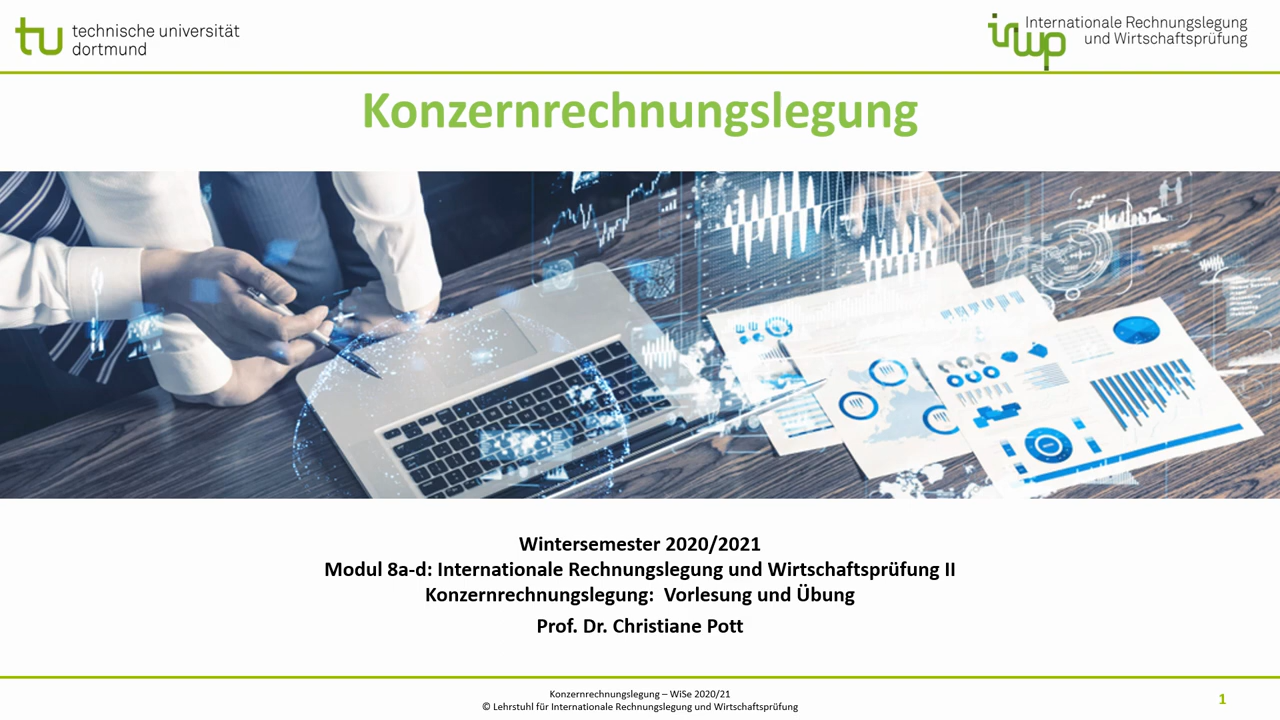 technische universität
dortmund
Internationale Rechnungslegung
und Wirtschaftsprüfung
irwp
Konzernrechnungslegung
Wintersemester 2020/2021
Modul 8a-d: Internationale Rechnungslegung und Wirtschaftsprüfung II
Konzernrechnungslegung: Vorlesung und Übung
Prof. Dr. Christiane Pott
Konzernrechnungslegung – WiSe 2020/21
© Lehrstuhl für Internationale Rechnungslegung und Wirtschaftsprüfung
1